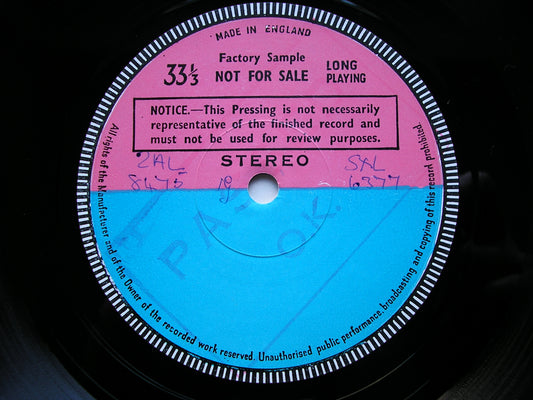 MADE IN ENGLAND
Factory Sample
33⅓ NOT FOR SALE LONG PLAYING
NOTICE.—This Pressing is not necessarily
representative of the finished record and
must not be used for review purposes.
STEREO
2AL SXL
8475 6377
PA
OK.
All rights of the Manufacturer and of the Owner of the recorded work reserved. Unauthorised public performance, broadcasting and copying of this record prohibited.